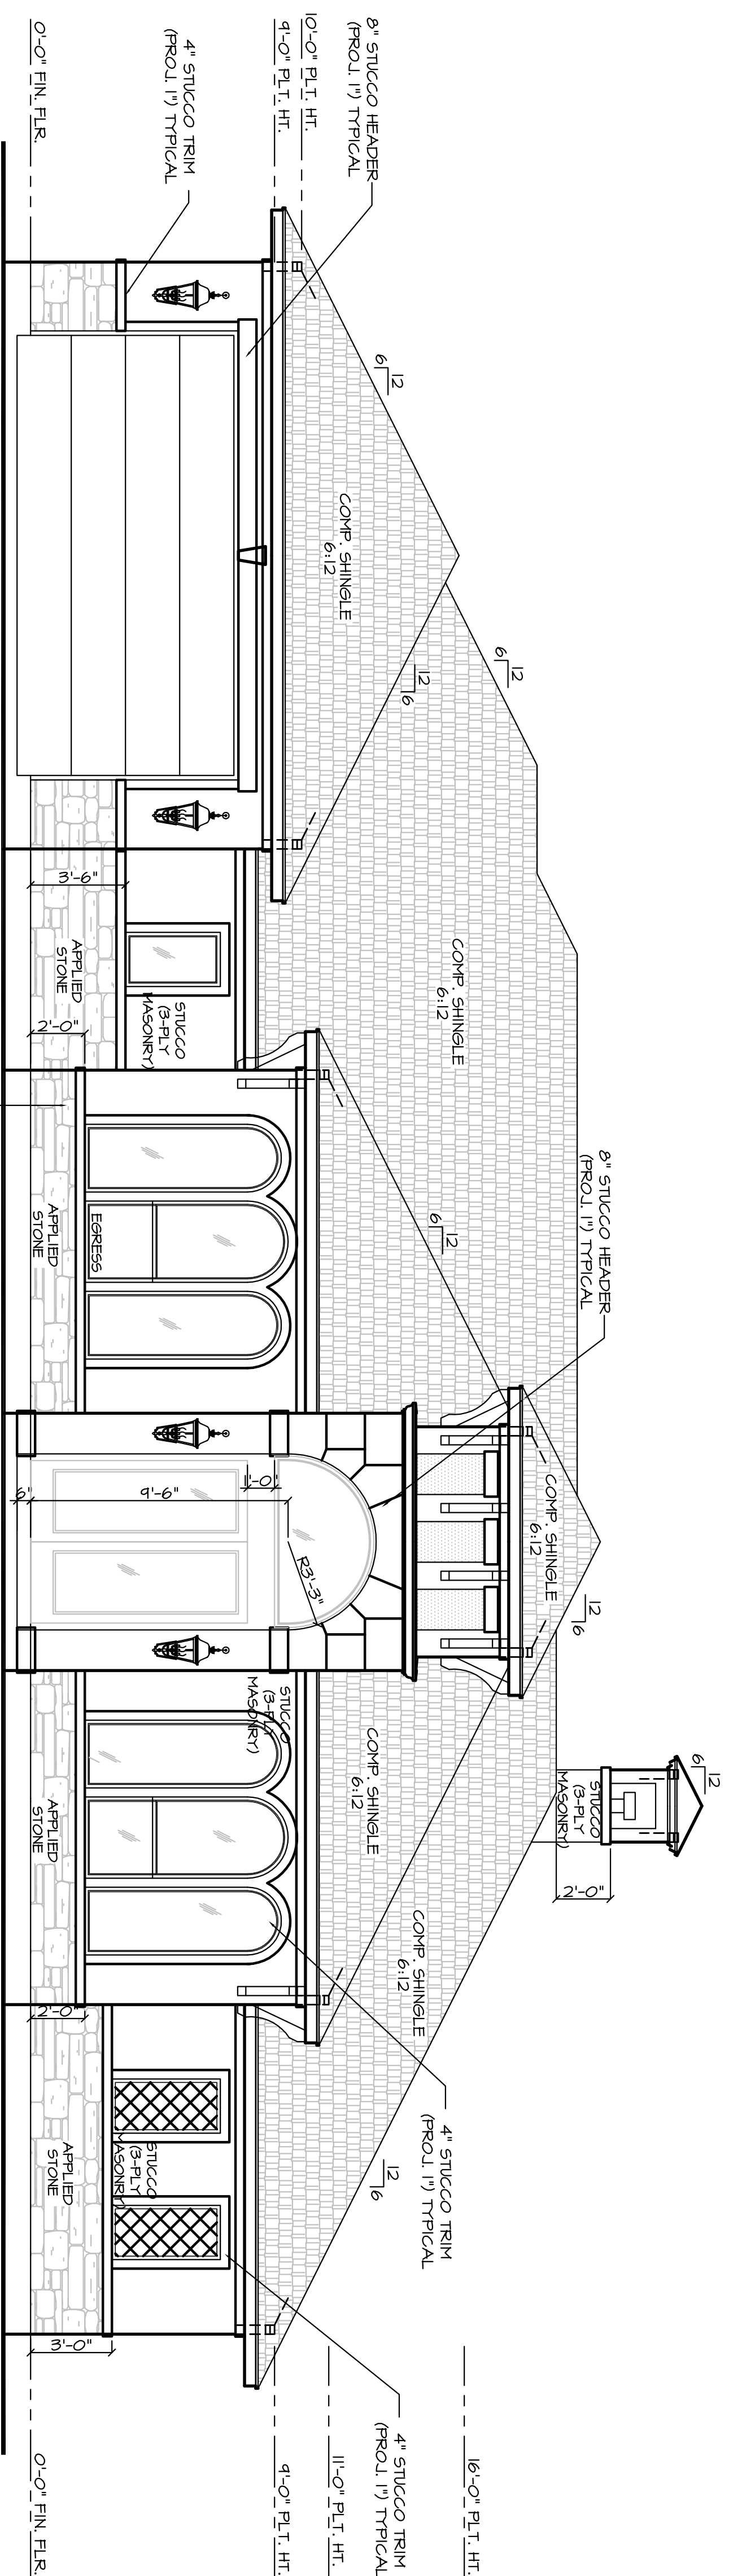 10'-0" PLT. HT.
9'-0" PLT. HT.
0'-0" FIN. FLR.
8" STUCCO HEADER
(PROJ. 1") TYPICAL
4" STUCCO TRIM
(PROJ. 1") TYPICAL
12
6
COMP. SHINGLE
6:12
12
6
12
6
3'-6"
APPLIED
STONE
STUCCO
(3-PLY
MASONRY)
COMP. SHINGLE
6:12
2'-0"
8" STUCCO HEADER
(PROJ. 1") TYPICAL
12
6
EGRESS
APPLIED
STONE
COMP. SHINGLE
6:12
12
6
1'-0"
9'-6"
6"
R3'-3"
STUCCO
(3-PLY
MASONRY)
COMP. SHINGLE
6:12
APPLIED
STONE
12
6
STUCCO
(3-PLY
MASONRY)
2'-0"
COMP. SHINGLE
6:12
2'-0"
4" STUCCO TRIM
(PROJ. 1") TYPICAL
12
6
STUCCO
(3-PLY
MASONRY)
APPLIED
STONE
3'-0"
4" STUCCO TRIM
(PROJ. 1") TYPICAL
16'-0" PLT. HT.
11'-0" PLT. HT.
9'-0" PLT. HT.
0'-0" FIN. FLR.